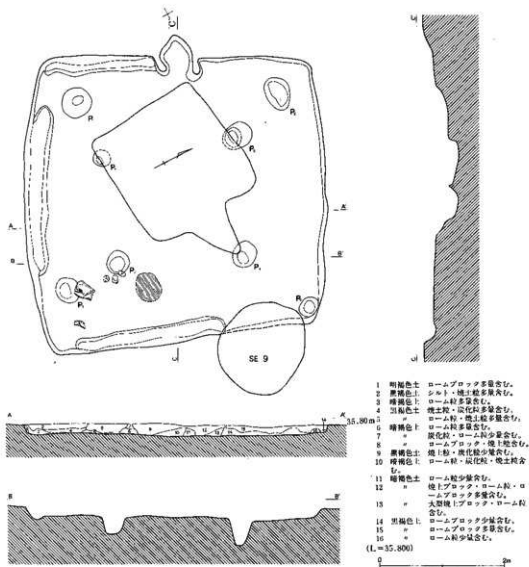 C
P₁
SE 9
A
A'
B
B'
C
C'
A
35.80m
A'
B
B'
1 暗褐色土 ロームブロック多量含む。
2 黒褐色土 シルト・焼土粒多量含む。
3 暗褐色土 ローム粒多量含む。
4 黒褐色土 焼土粒・炭化粒多量含む。
5 〃 ローム粒・焼土粒多量含む。
6 暗褐色土 ローム粒多量含む。
7 〃 炭化粒・ローム粒少量含む。
8 〃 ロームブロック・焼土粒含む。
9 黒褐色土 焼土粒・炭化粒少量含む。
10 暗褐色土 ローム粒・炭化粒・焼土粒含
む。
11 暗褐色土 ローム粒少量含む。
12 〃 焼土ブロック・ローム粒・ロ
ームブロック多量含む。
13 〃 大型焼土ブロック・ローム粒
含む。
14 黒褐色土 ロームブロック少量含む。
15 〃 ロームブロック多量含む。
16 〃 ローム粒少量含む。
(L=35.800)
0 2m